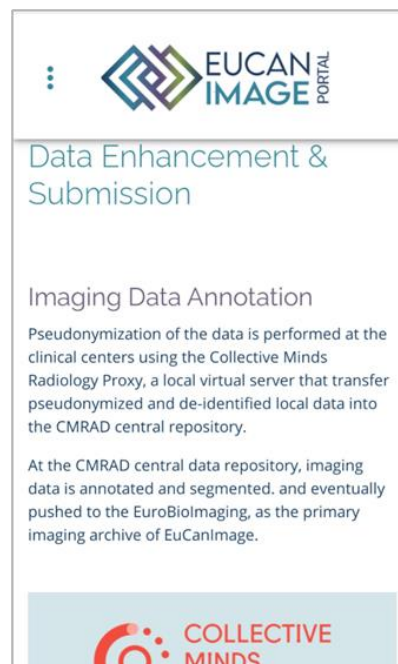 EUCAN
IMAGE
PORTAL
Data Enhancement &
Submission
Imaging Data Annotation
Pseudonymization of the data is performed at the
clinical centers using the Collective Minds
Radiology Proxy, a local virtual server that transfer
pseudonymized and de-identified local data into
the CMRAD central repository.
At the CMRAD central data repository, imaging
data is annotated and segmented. and eventually
pushed to the EuroBioImaging, as the primary
imaging archive of EuCanImage.
COLLECTIVE
MINDS